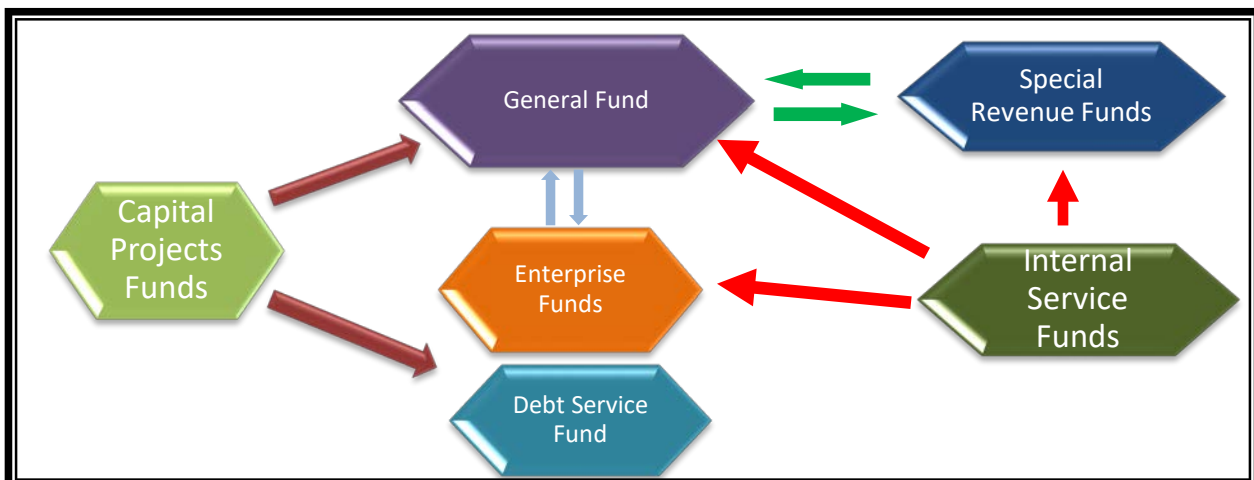 General Fund
Special
Revenue Funds
Capital
Projects
Funds
Enterprise
Funds
Internal
Service
Funds
Debt Service
Fund